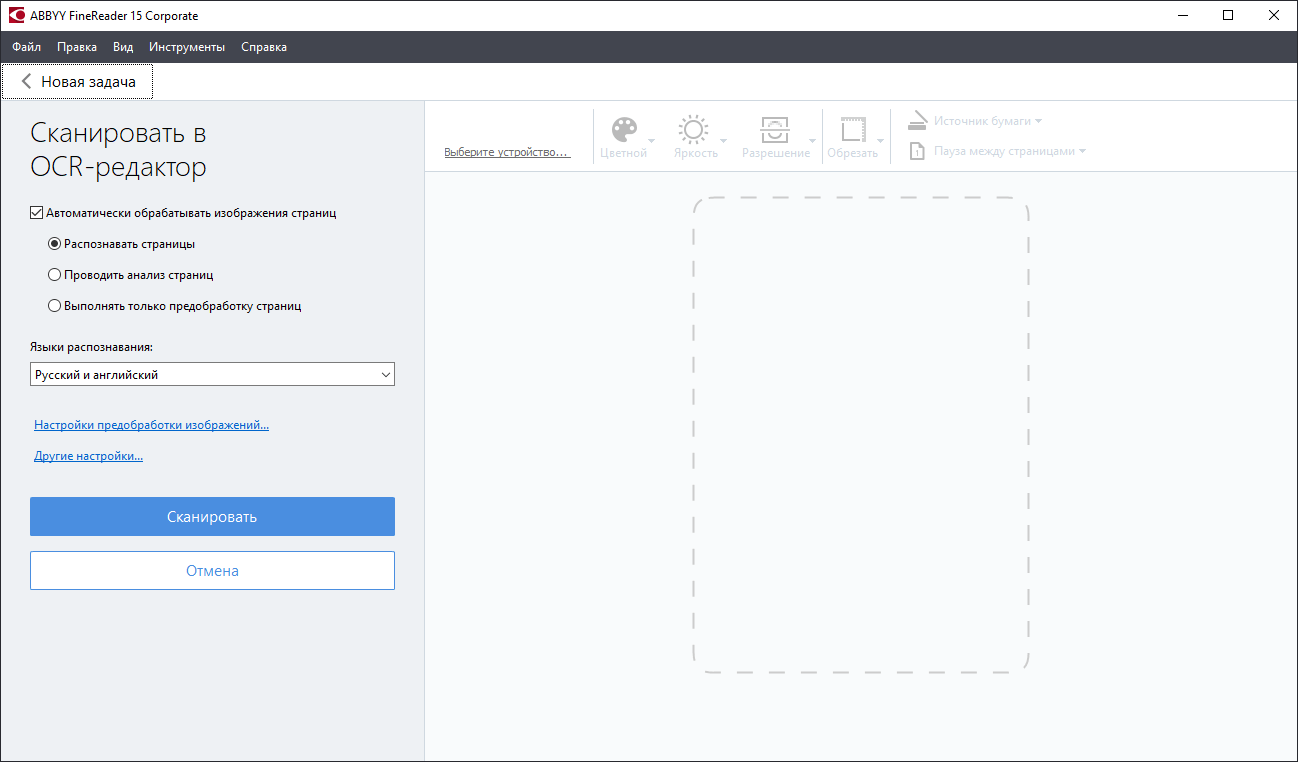 ABBYY FineReader 15 Corporate
Файл Правка Вид Инструменты Справка
Новая задача
Сканировать в
OCR-редактор
Автоматически обрабатывать изображения страниц
Распознавать страницы
Проводить анализ страниц
Выполнять только предобработку страниц
Языки распознавания:
Русский и английский
Настройки предобработки изображений...
Другие настройки...
Сканировать
Отмена
Выберите устройство...
Цветной
Яркость
Разрешение
Обрезать
Источник бумаги
1 Пауза между страницами